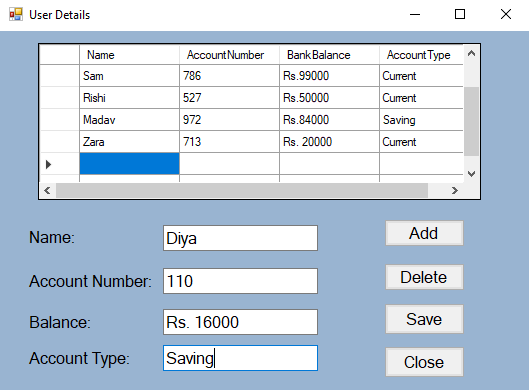 User Details
Name AccountNumber BankBalance AccountType
Sam 786 Rs.99000 Current
Rishi 527 Rs.50000 Current
Madav 972 Rs.84000 Saving
Zara 713 Rs. 20000 Current
Name: Diya Add
Account Number: 110 Delete
Balance: Rs. 16000 Save
Account Type: Saving Close